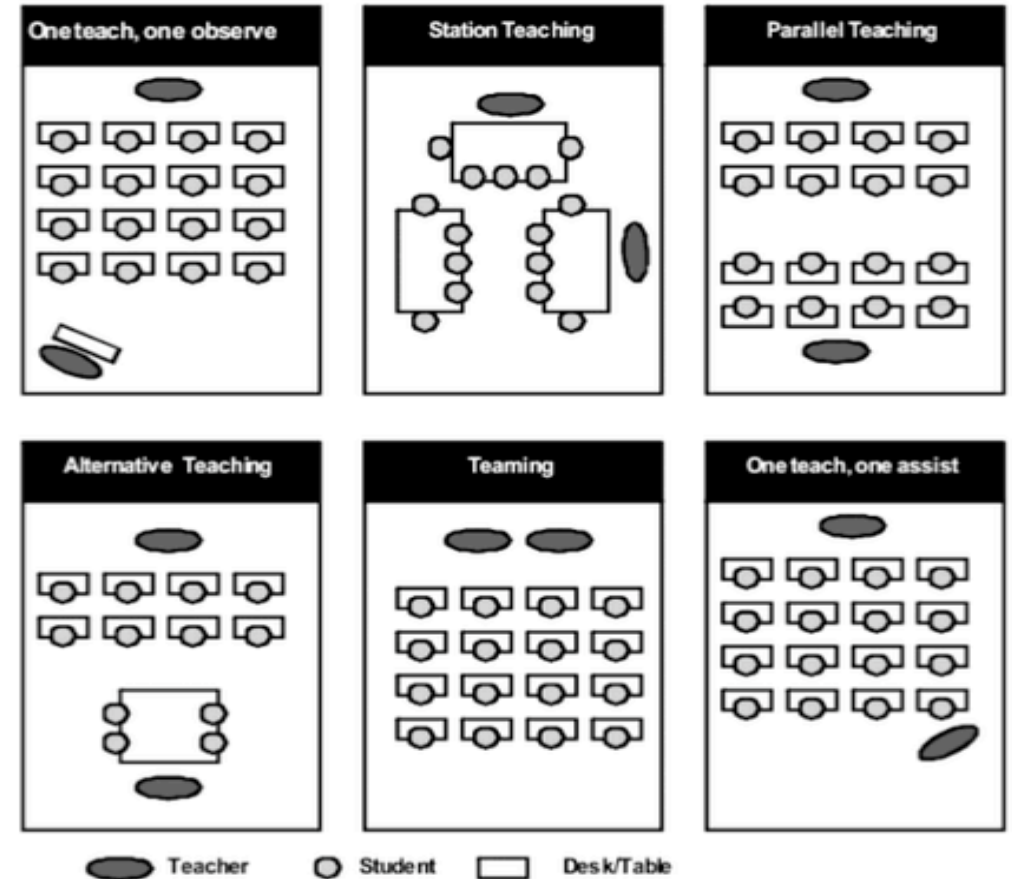 One teach, one observe
Station Teaching
Parallel Teaching
Alternative Teaching
Teaming
One teach, one assist
Teacher
Student
Desk/Table